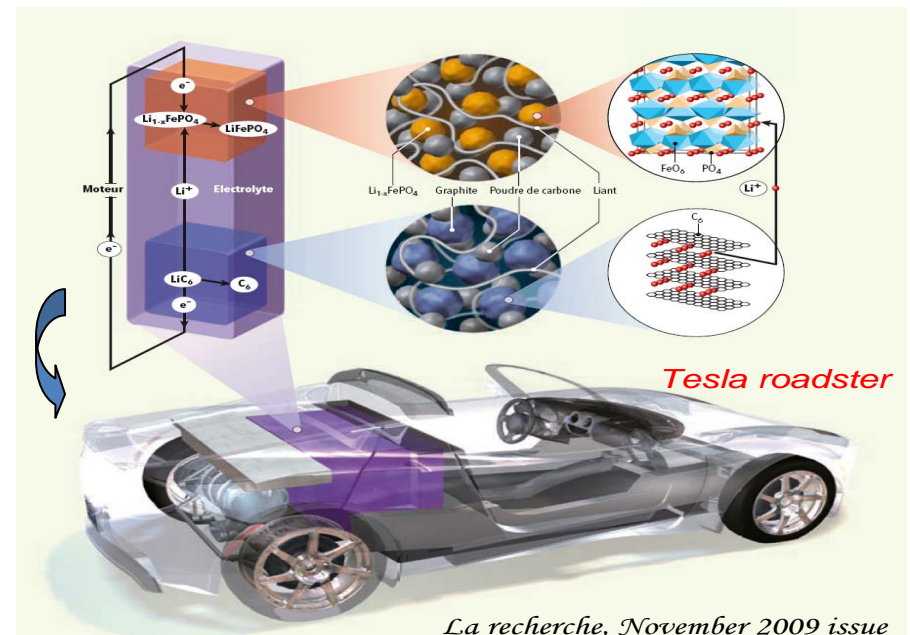 e⁻
Li₁₋ₓFePO₄
LiFePO₄
Moteur
Li⁺
Electrolyte
e⁻
LiC₆
C₆
e⁻
Li₁₋ₓFePO₄
Graphite
Poudre de carbone
Liant
FeO₆
PO₄
Li⁺
C₆
Tesla roadster
La recherche, November 2009 issue